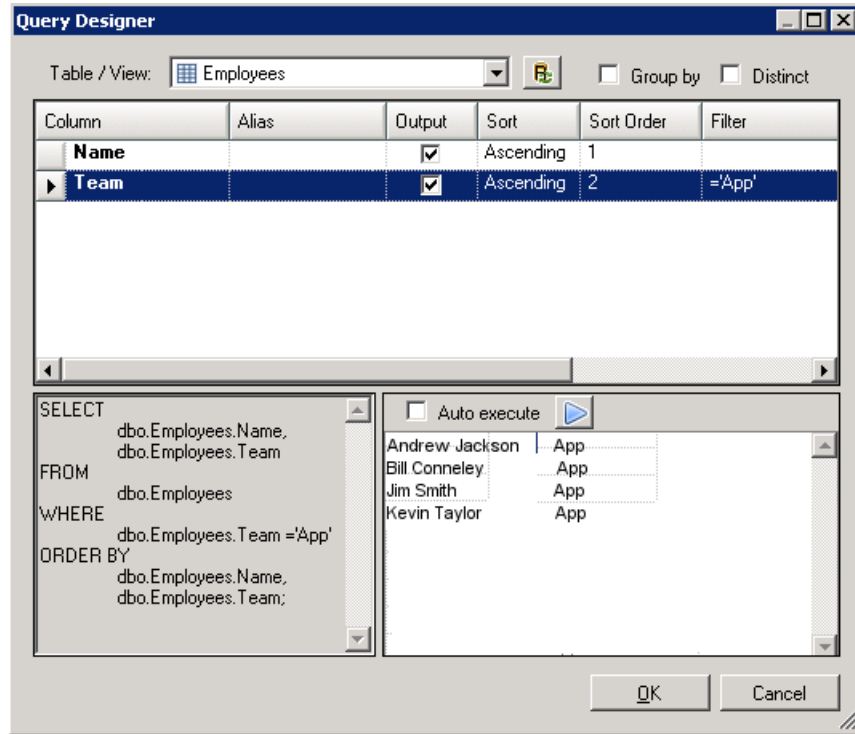 Query Designer
Table / View: Employees Group by Distinct
Column Alias Output Sort Sort Order Filter
Name Ascending 1
Team Ascending 2 ='App'
SELECT
dbo.Employees.Name,
dbo.Employees.Team
FROM
dbo.Employees
WHERE
dbo.Employees.Team ='App'
ORDER BY
dbo.Employees.Name,
dbo.Employees.Team;
Auto execute
Andrew Jackson App
Bill Conneley App
Jim Smith App
Kevin Taylor App
OK Cancel